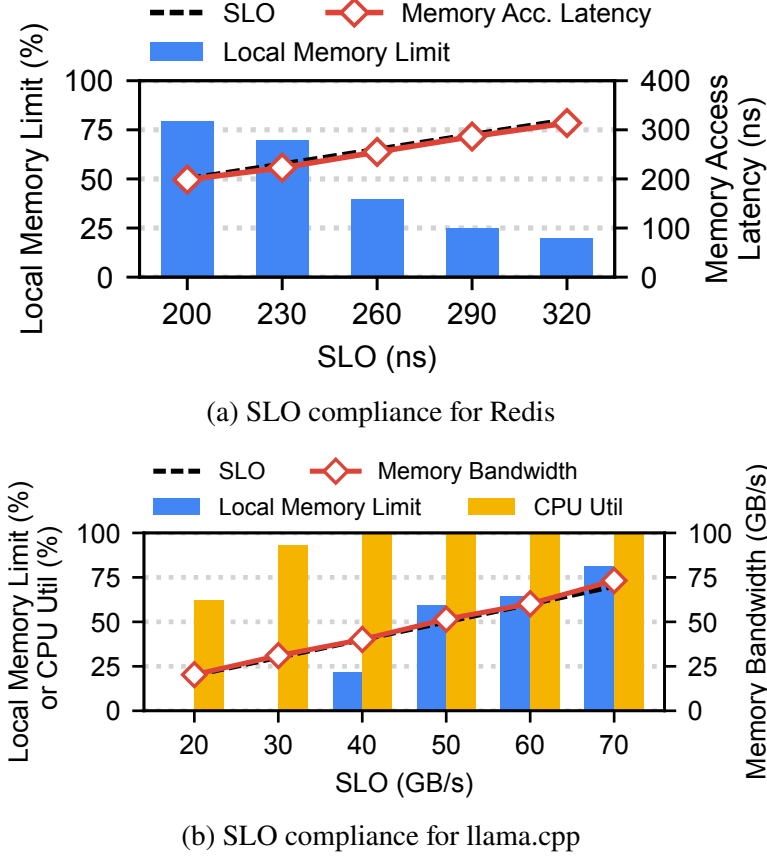 SLO
Memory Acc. Latency
Local Memory Limit
Local Memory Limit (%)
100
75
50
25
0
400
300
200
100
0
Memory Access
Latency (ns)
200 230 260 290 320
SLO (ns)
(a) SLO compliance for Redis
SLO
Memory Bandwidth
Local Memory Limit
CPU Util
Local Memory Limit (%)
or CPU Util (%)
100
75
50
25
0
100
75
50
25
0
Memory Bandwidth (GB/s)
20 30 40 50 60 70
SLO (GB/s)
(b) SLO compliance for llama.cpp